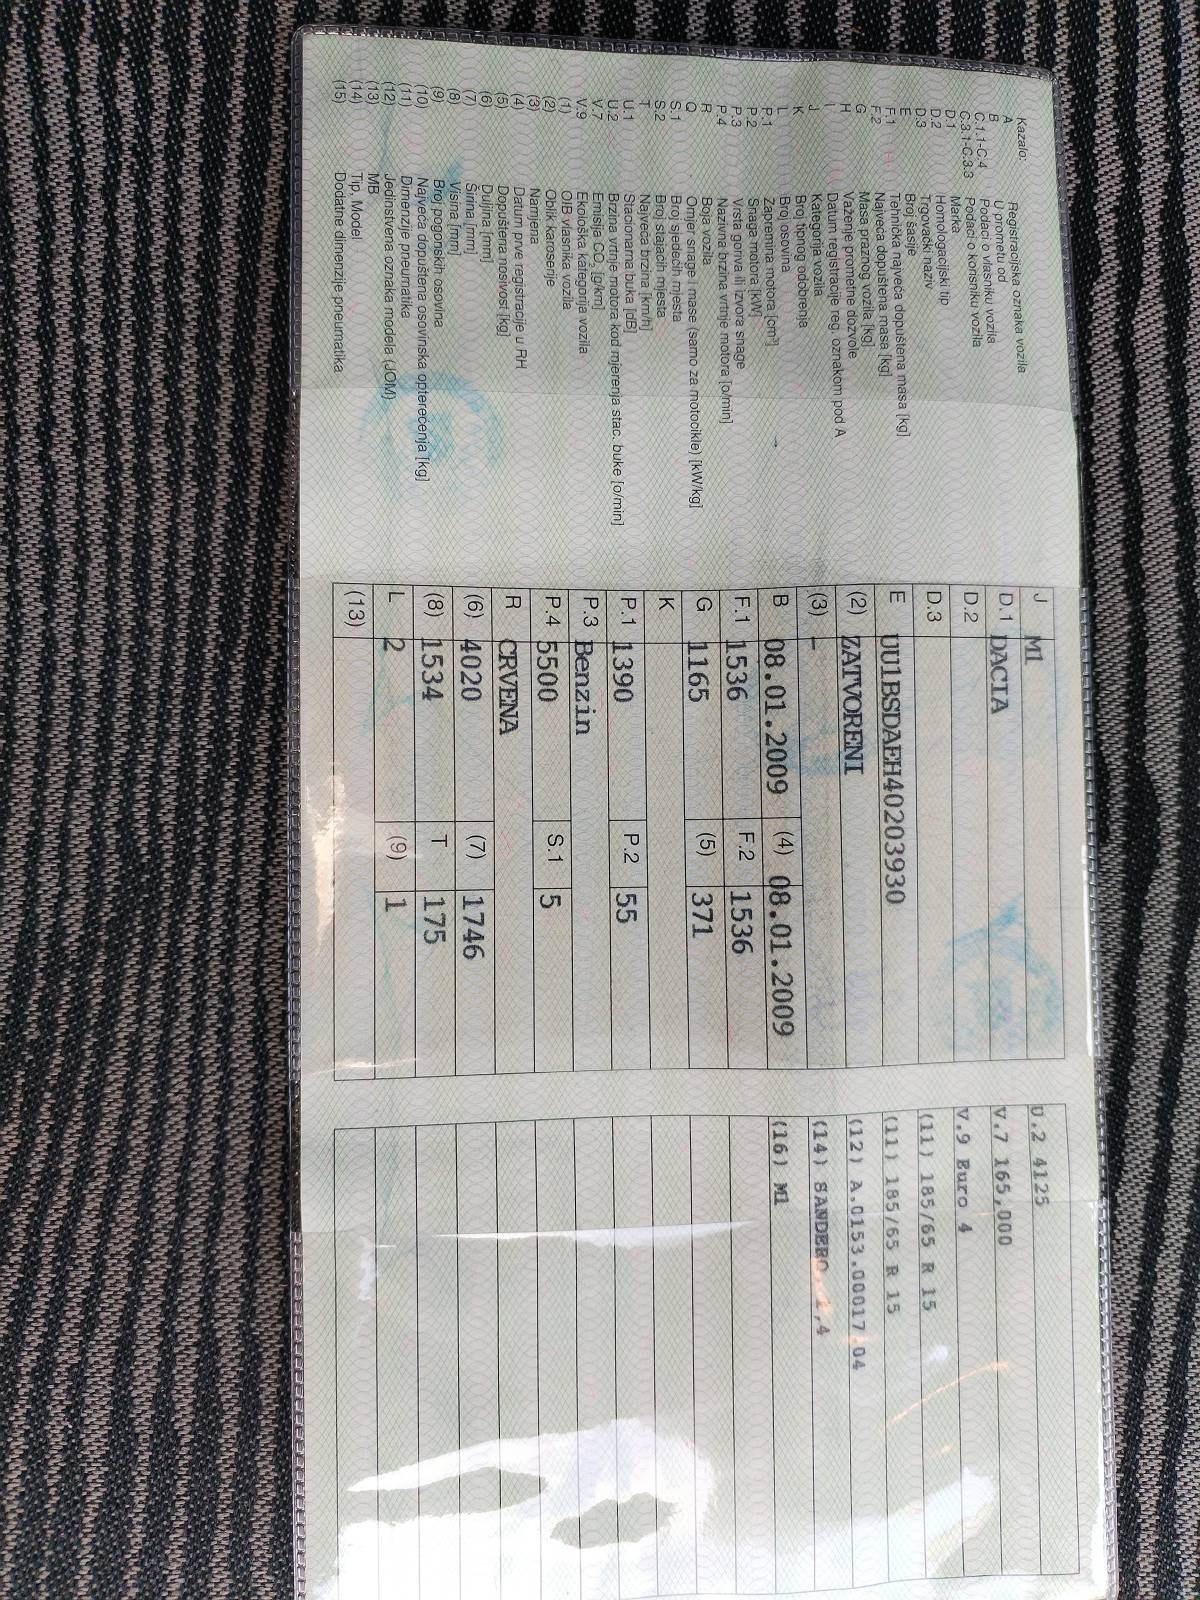 Kazalo:
A Registracijska oznaka vozila
B U prometu od
C.1.1-C.4 Podaci o vlasniku vozila
C.3.1-C.3.3 Podaci o korisniku vozila
D.1 Marka
D.2 Homologacijski tip
D.3 Trgovački naziv
E Broj šasije
F.1 Tehnička najveća dopuštena masa [kg]
F.2 Najveća dopuštena masa [kg]
G Masa praznog vozila [kg]
H Važenje prometne dozvole
I Datum registracije reg. oznakom pod A
J Kategorija vozila
K Broj tipnog odobrenja
L Broj osovina
P.1 Zapremina motora [cm³]
P.2 Snaga motora [kW]
P.3 Vrsta goriva ili izvora snage
P.4 Nazivna brzina vrtnje motora [o/min]
R Boja vozila
Q Omjer snage i mase (samo za motocikle) [kW/kg]
S.1 Broj sjedećih mjesta
S.2 Broj stajaćih mjesta
T Najveća brzina [km/h]
U.1 Stacionarna buka [dB]
U.2 Brzina vrtnje motora kod mjerenja stac. buke [o/min]
V.7 Emisija CO₂ [g/km]
V.9 Ekološka kategorija vozila
(1) OIB vlasnika vozila
(2) Oblik karoserije
(3) Namjena
(4) Datum prve registracije u RH
(5) Dopuštena nosivost [kg]
(6) Duljina [mm]
(7) Širina [mm]
(8) Visina [mm]
(9) Broj pogonskih osovina
(10) Najveća dopuštena osovinska opterećenja [kg]
(11) Dimenzije pneumatika
(12) Jedinstvena oznaka modela (JOM)
(13) MB
(14) Tip, Model
(15) Dodatne dimenzije pneumatika
J M1
D.1 DACIA
D.2
D.3
E UU1BSDAEH40203930
(2) ZATVORENI
(3) -
B 08.01.2009 (4) 08.01.2009
F.1 1536 F.2 1536
G 1165 (5) 371
K
P.1 1390 P.2 55
P.3 Benzin
P.4 5500 S.1 5
R CRVENA
(6) 4020 (7) 1746
(8) 1534 T 175
L 2 (9) 1
(13)
U.2 4125
V.7 165,000
V.9 Euro 4
(11) 185/65 R 15
(11) 185/65 R 15
(12) A.0153.00017.04
(14) SANDERO 1,4
(16) M1